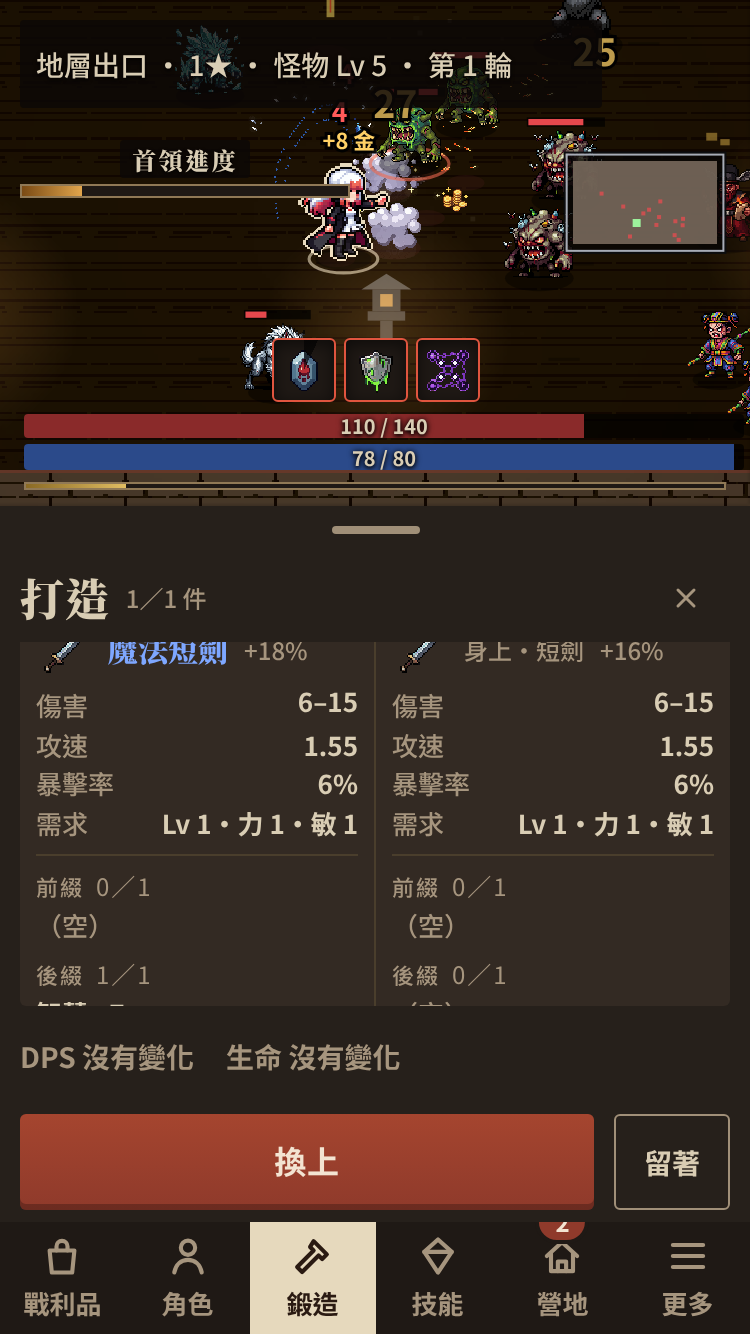 地層出口 · 1★ · 怪物 Lv 5 · 第 1 輪
25
27
4
+8 金
首領進度
110 / 140
78 / 80
打造 1／1 件
魔法短劍 +18%
身上・短劍 +16%
傷害 6–15
攻速 1.55
暴擊率 6%
需求 Lv 1・力 1・敏 1
前綴 0／1
（空）
後綴 1／1
傷害 6–15
攻速 1.55
暴擊率 6%
需求 Lv 1・力 1・敏 1
前綴 0／1
（空）
後綴 0／1
DPS 沒有變化 生命 沒有變化
換上
留著
2
戰利品
角色
鍛造
技能
營地
更多